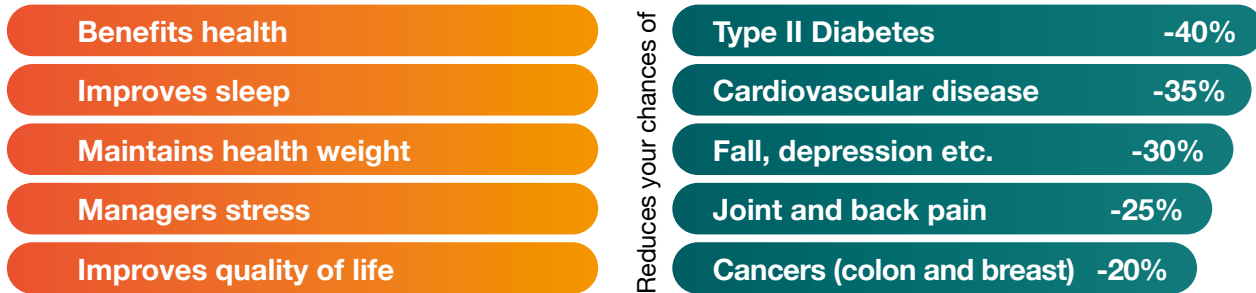 Benefits health
Improves sleep
Maintains health weight
Managers stress
Improves quality of life
Reduces your chances of
Type II Diabetes -40%
Cardiovascular disease -35%
Fall, depression etc. -30%
Joint and back pain -25%
Cancers (colon and breast) -20%